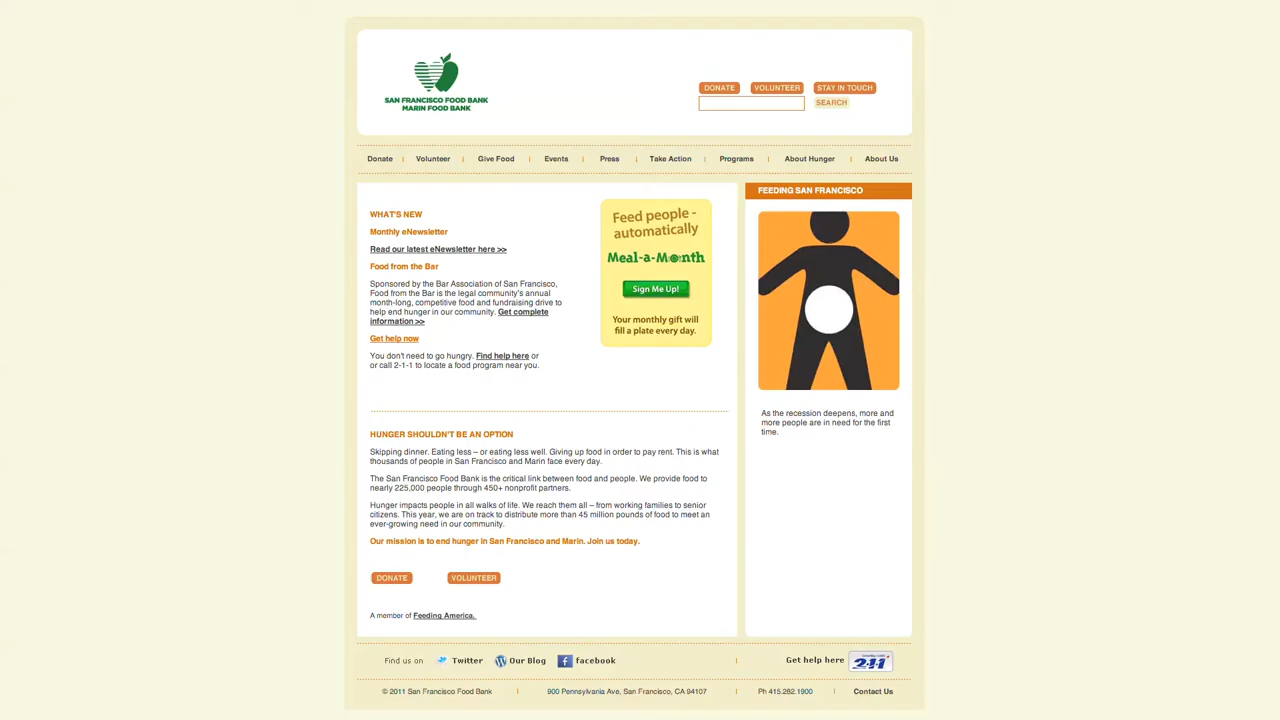 SAN FRANCISCO FOOD BANK
MARIN FOOD BANK
DONATE VOLUNTEER STAY IN TOUCH
SEARCH
Donate Volunteer Give Food Events Press Take Action Programs About Hunger About Us
WHAT'S NEW
Monthly eNewsletter
Read our latest eNewsletter here >>
Food from the Bar
Sponsored by the Bar Association of San Francisco,
Food from the Bar is the legal community's annual
month-long, competitive food and fundraising drive to
help end hunger in our community. Get complete
information >>
Get help now
You don't need to go hungry. Find help here or
or call 2-1-1 to locate a food program near you.
Feed people -
automatically
Meal-a-Month
Sign Me Up!
Your monthly gift will
fill a plate every day.
HUNGER SHOULDN'T BE AN OPTION
Skipping dinner. Eating less – or eating less well. Giving up food in order to pay rent. This is what
thousands of people in San Francisco and Marin face every day.
The San Francisco Food Bank is the critical link between food and people. We provide food to
nearly 225,000 people through 450+ nonprofit partners.
Hunger impacts people in all walks of life. We reach them all – from working families to senior
citizens. This year, we are on track to distribute more than 45 million pounds of food to meet an
ever-growing need in our community.
Our mission is to end hunger in San Francisco and Marin. Join us today.
DONATE VOLUNTEER
A member of Feeding America.
FEEDING SAN FRANCISCO
As the recession deepens, more and
more people are in need for the first
time.
Find us on Twitter Our Blog facebook Get help here 211
© 2011 San Francisco Food Bank 900 Pennsylvania Ave, San Francisco, CA 94107 Ph 415.282.1900 Contact Us